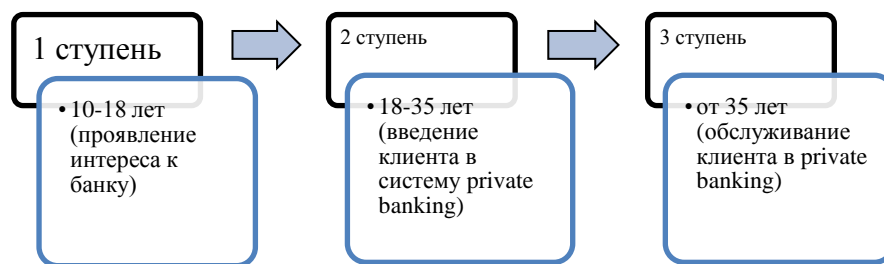 1 ступень
• 10-18 лет
(проявление
интереса к
банку)
2 ступень
• 18-35 лет
(введение
клиента в
систему private
banking)
3 ступень
• от 35 лет
(обслуживание
клиента в private
banking)